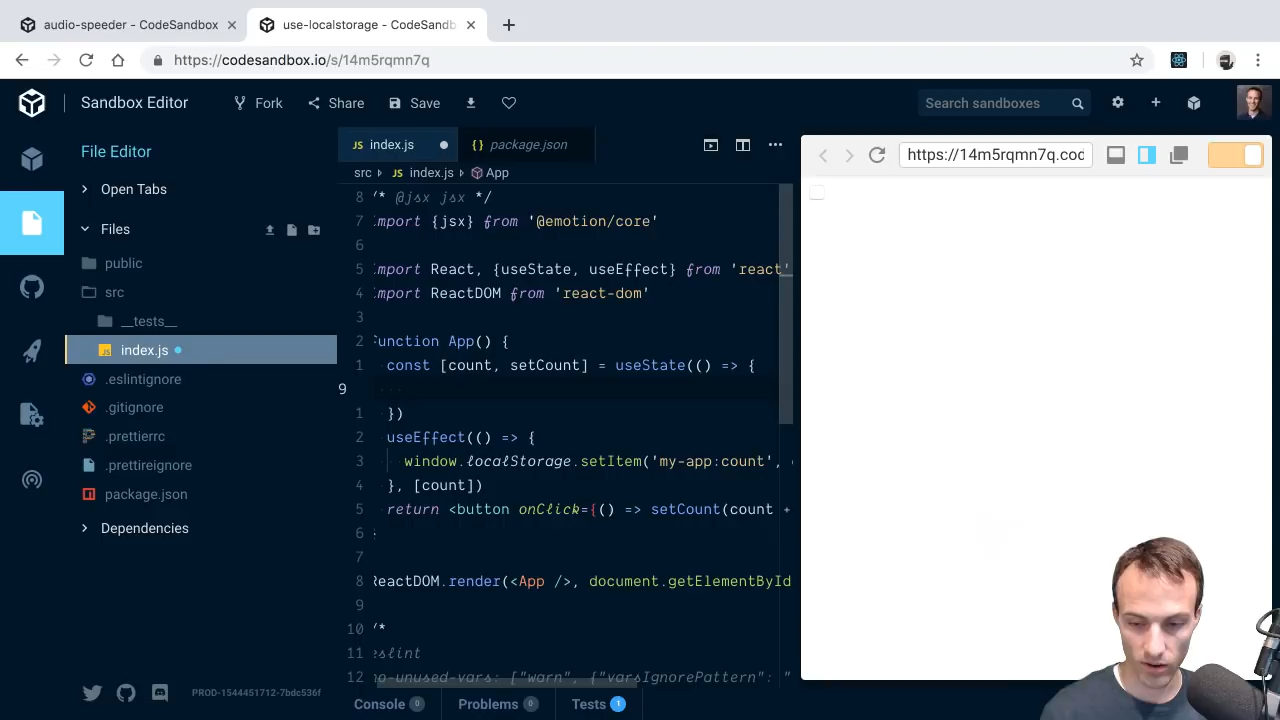 audio-speeder - CodeSandbox
use-localstorage - CodeSandb
https://codesandbox.io/s/14m5rqmn7q
Sandbox Editor
Fork
Share
Save
Search sandboxes
File Editor
Open Tabs
Files
public
src
__tests__
index.js
.eslintignore
.gitignore
.prettierrc
.prettireignore
package.json
Dependencies
PROD-1544451712-7bdc536f
JS index.js
{} package.json
src JS index.js App
8 /* @jsx jsx */
7 import {jsx} from '@emotion/core'
6
5 import React, {useState, useEffect} from 'react'
4 import ReactDOM from 'react-dom'
3
2 function App() {
1 const [count, setCount] = useState(() => {
9
1 })
2 useEffect(() => {
3 window.localStorage.setItem('my-app:count',
4 }, [count])
5 return <button onClick={() => setCount(count +
6 }
7
8 ReactDOM.render(<App />, document.getElementById
9
10 /*
11 eslint
12 no-unused-vars: ["warn", {"varsIgnorePattern": "
Console 0
Problems 0
Tests 1
https://14m5rqmn7q.cod